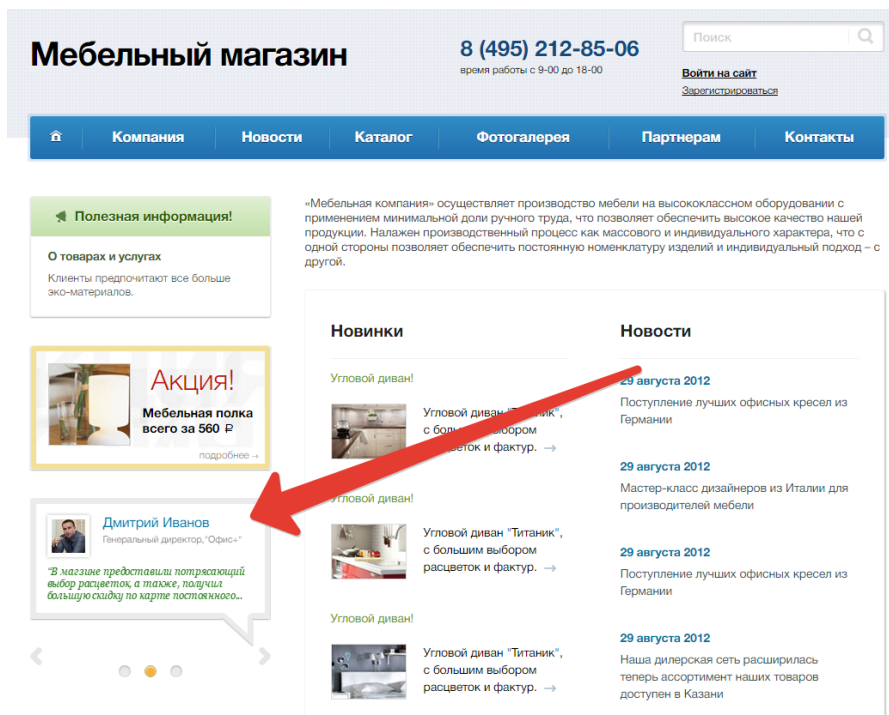 Мебельный магазин
8 (495) 212-85-06
время работы с 9-00 до 18-00
Поиск
Войти на сайт
Зарегистрироваться
Компания
Новости
Каталог
Фотогалерея
Партнерам
Контакты
Полезная информация!
О товарах и услугах
Клиенты предпочитают все больше
эко-материалов.
Акция!
Мебельная полка
всего за 560 ₽
подробнее →
Дмитрий Иванов
Генеральный директор,"Офис+"
"В магзине предоставили потрясающий
выбор расцветок, а также, получил
большую скидку по карте постоянного...
«Мебельная компания» осуществляет производство мебели на высококлассном оборудовании с
применением минимальной доли ручного труда, что позволяет обеспечить высокое качество нашей
продукции. Налажен производственный процесс как массового и индивидуального характера, что с
одной стороны позволяет обеспечить постоянную номенклатуру изделий и индивидуальный подход – с
другой.
Новинки
Угловой диван!
Угловой диван "Титаник",
с большим выбором
расцветок и фактур. →
Угловой диван!
Угловой диван "Титаник",
с большим выбором
расцветок и фактур. →
Угловой диван!
Угловой диван "Титаник",
с большим выбором
расцветок и фактур. →
Новости
29 августа 2012
Поступление лучших офисных кресел из
Германии
29 августа 2012
Мастер-класс дизайнеров из Италии для
производителей мебели
29 августа 2012
Поступление лучших офисных кресел из
Германии
29 августа 2012
Наша дилерская сеть расширилась
теперь ассортимент наших товаров
доступен в Казани